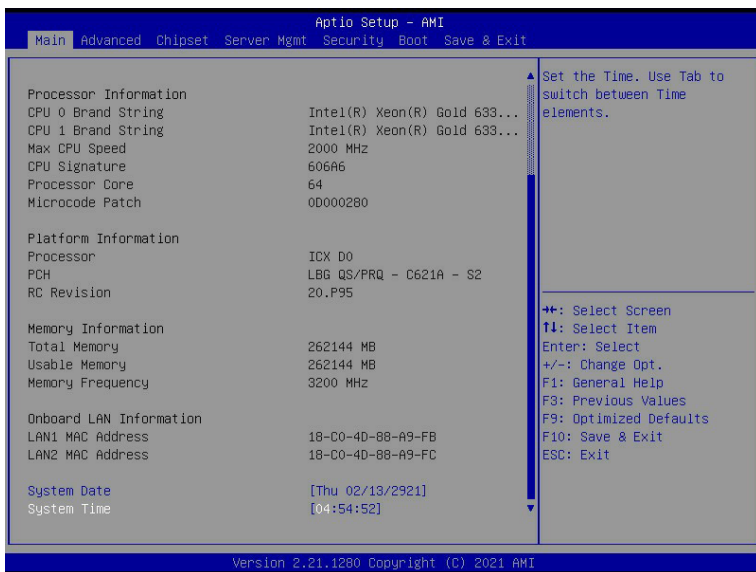 Aptio Setup – AMI
Main Advanced Chipset Server Mgmt Security Boot Save & Exit
Processor Information
CPU 0 Brand String Intel(R) Xeon(R) Gold 633...
CPU 1 Brand String Intel(R) Xeon(R) Gold 633...
Max CPU Speed 2000 MHz
CPU Signature 606A6
Processor Core 64
Microcode Patch 0D000280
Platform Information
Processor ICX D0
PCH LBG QS/PRQ – C621A – S2
RC Revision 20.P95
Memory Information
Total Memory 262144 MB
Usable Memory 262144 MB
Memory Frequency 3200 MHz
Onboard LAN Information
LAN1 MAC Address 18-C0-4D-88-A9-FB
LAN2 MAC Address 18-C0-4D-88-A9-FC
System Date [Thu 02/13/2921]
System Time [04:54:52]
Set the Time. Use Tab to
switch between Time
elements.
→←: Select Screen
↑↓: Select Item
Enter: Select
+/-: Change Opt.
F1: General Help
F3: Previous Values
F9: Optimized Defaults
F10: Save & Exit
ESC: Exit
Version 2.21.1280 Copyright (C) 2021 AMI